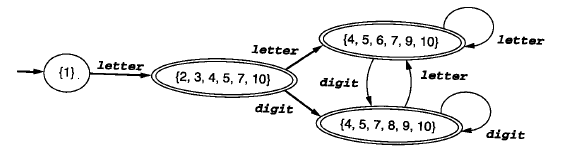 {4, 5, 6, 7, 9, 10}
letter
letter
letter
{1}.
{2, 3, 4, 5, 7, 10}
digit
letter
digit
{4, 5, 7, 8, 9, 10}
digit